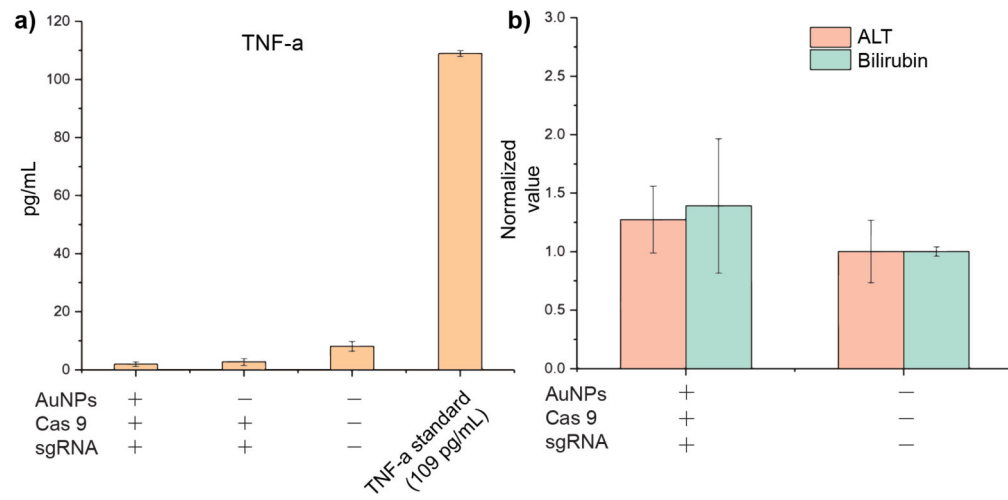 a)
TNF-a
120
100
80
60
40
20
0
pg/mL
AuNPs + − − 
Cas 9 + + −
sgRNA + + −
TNF-a standard
(109 pg/mL)
b)
ALT
Bilirubin
3.0
2.5
2.0
1.5
1.0
0.5
0.0
Normalized
value
AuNPs + −
Cas 9 + −
sgRNA + −